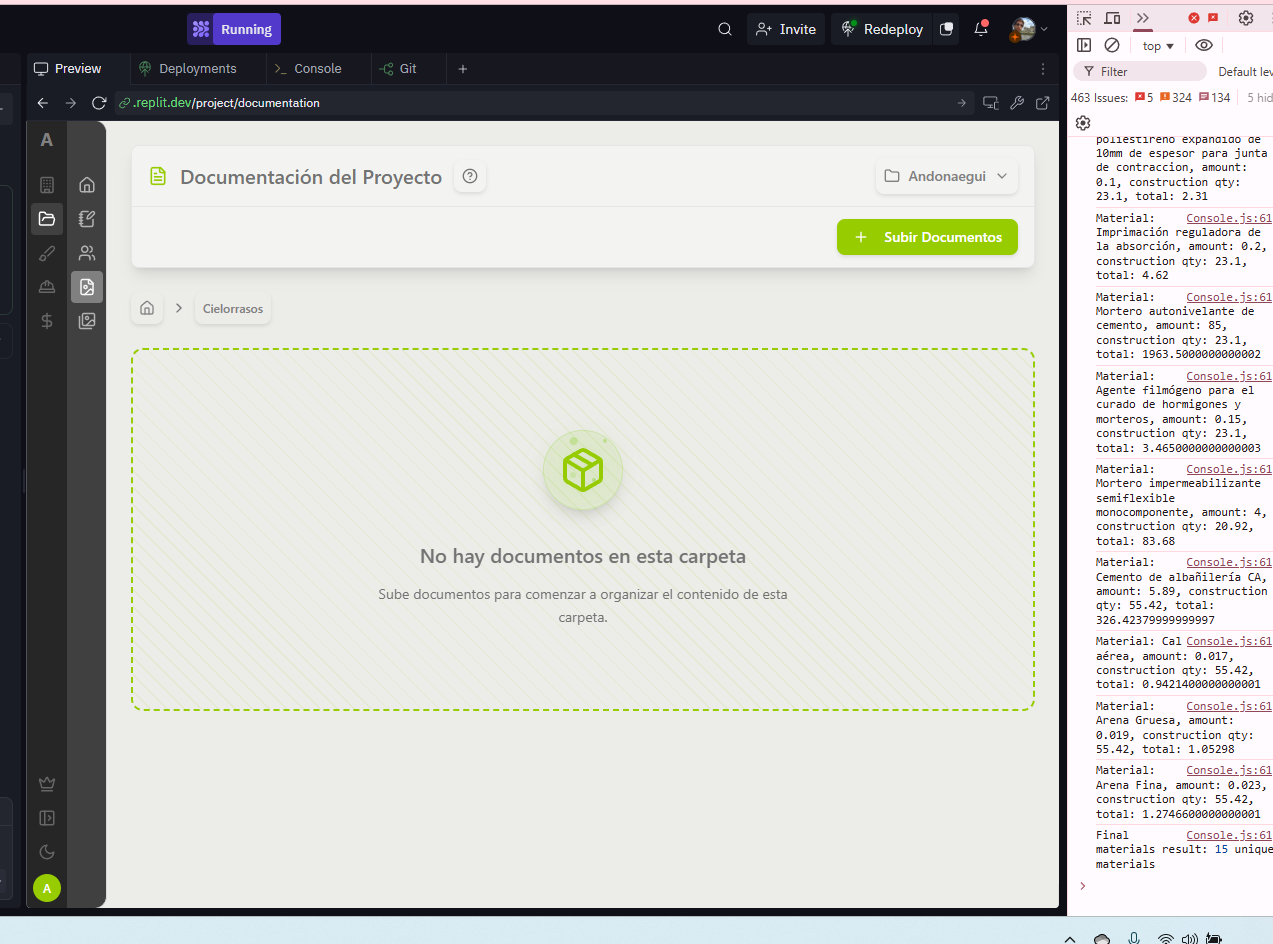 Running
Invite
Redeploy
Preview
Deployments
Console
Git
.replit.dev/project/documentation
A
Documentación del Proyecto
Andonaegui
Subir Documentos
Cielorrasos
No hay documentos en esta carpeta
Sube documentos para comenzar a organizar el contenido de esta
carpeta.
A
top
Filter
Default lev
463 Issues: 5 324 134 5 hid
poliestireno expandido de
10mm de espesor para junta
de contraccion, amount:
0.1, construction qty:
23.1, total: 2.31
Material: Console.js:61
Imprimación reguladora de
la absorción, amount: 0.2,
construction qty: 23.1,
total: 4.62
Material: Console.js:61
Mortero autonivelante de
cemento, amount: 85,
construction qty: 23.1,
total: 1963.5000000000002
Material: Console.js:61
Agente filmógeno para el
curado de hormigones y
morteros, amount: 0.15,
construction qty: 23.1,
total: 3.4650000000000003
Material: Console.js:61
Mortero impermeabilizante
semiflexible
monocomponente, amount: 4,
construction qty: 20.92,
total: 83.68
Material: Console.js:61
Cemento de albañilería CA,
amount: 5.89, construction
qty: 55.42, total:
326.42379999999997
Material: Cal Console.js:61
aérea, amount: 0.017,
construction qty: 55.42,
total: 0.9421400000000001
Material: Console.js:61
Arena Gruesa, amount:
0.019, construction qty:
55.42, total: 1.05298
Material: Console.js:61
Arena Fina, amount: 0.023,
construction qty: 55.42,
total: 1.2746600000000001
Final Console.js:61
materials result: 15 unique
materials